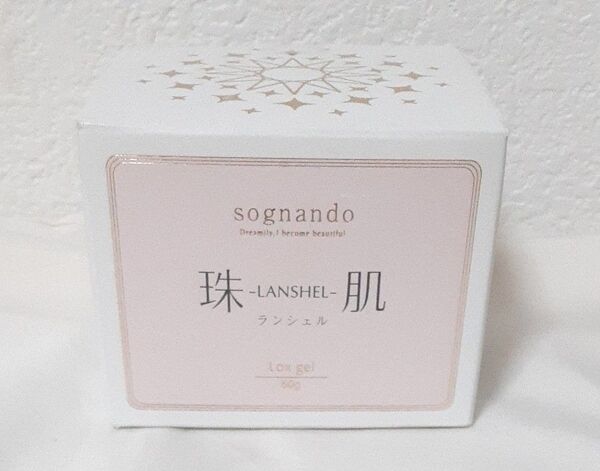 sognando
Dreamily,I become beautiful
珠-LANSHEL-肌
ランシェル
Lox gel
60g